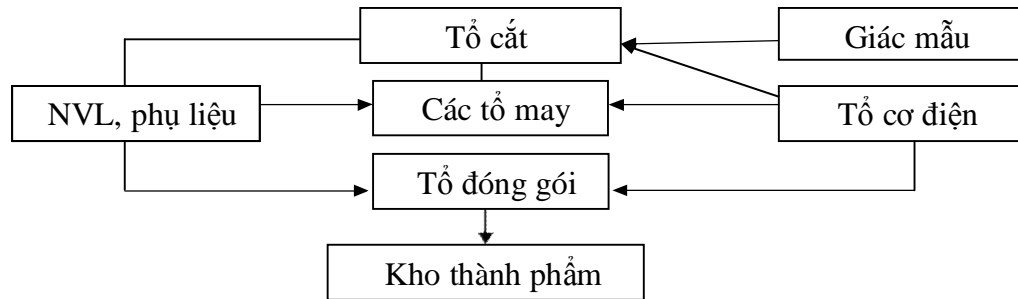 Tổ cắt
Giác mẫu
NVL, phụ liệu
Các tổ may
Tổ cơ điện
Tổ đóng gói
Kho thành phẩm